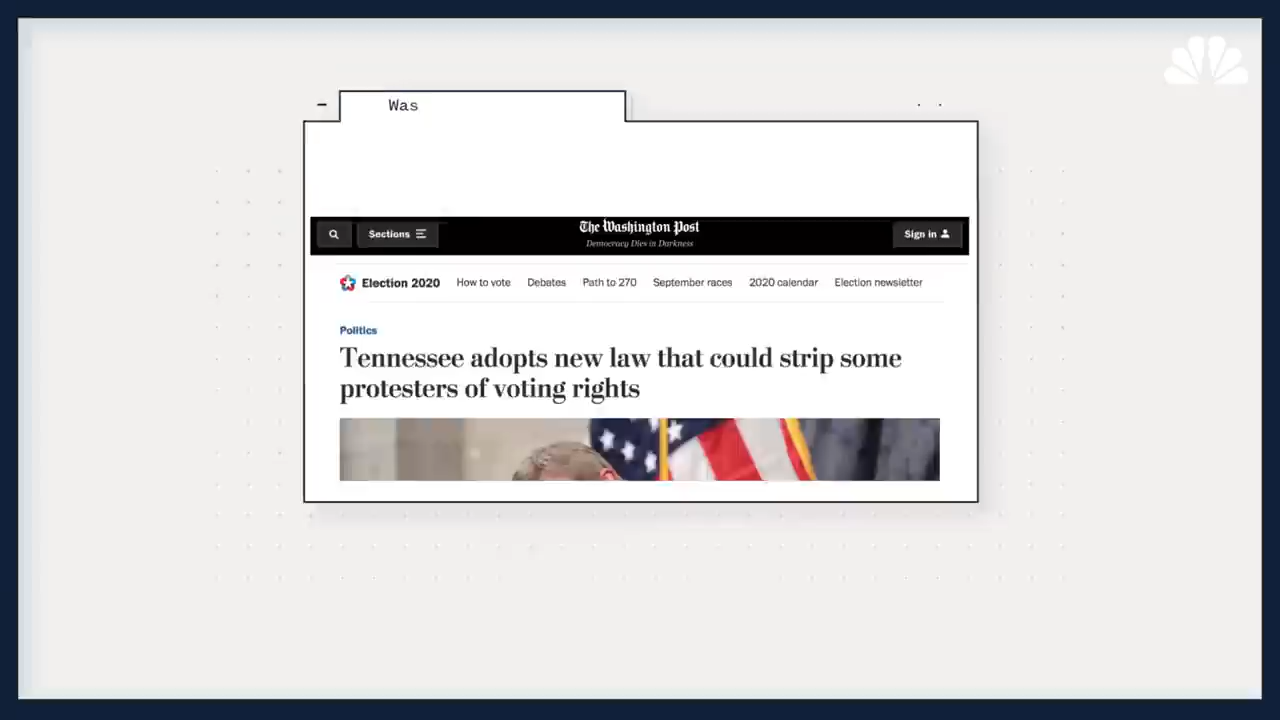 Was
Sections
The Washington Post
Democracy Dies in Darkness
Sign in
Election 2020 How to vote Debates Path to 270 September races 2020 calendar Election newsletter
Politics
Tennessee adopts new law that could strip some
protesters of voting rights